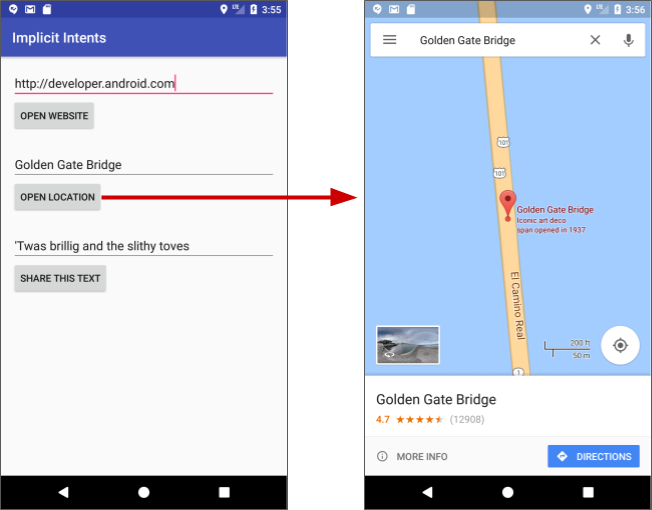 3:55
Implicit Intents
http://developer.android.com
OPEN WEBSITE
Golden Gate Bridge
OPEN LOCATION
'Twas brillig and the slithy toves
SHARE THIS TEXT
3:56
Golden Gate Bridge
101
101
Golden Gate Bridge
Iconic art deco
span opened in 1937
El Camino Real
200 ft
50 m
1
Golden Gate Bridge
4.7 (12908)
MORE INFO
DIRECTIONS